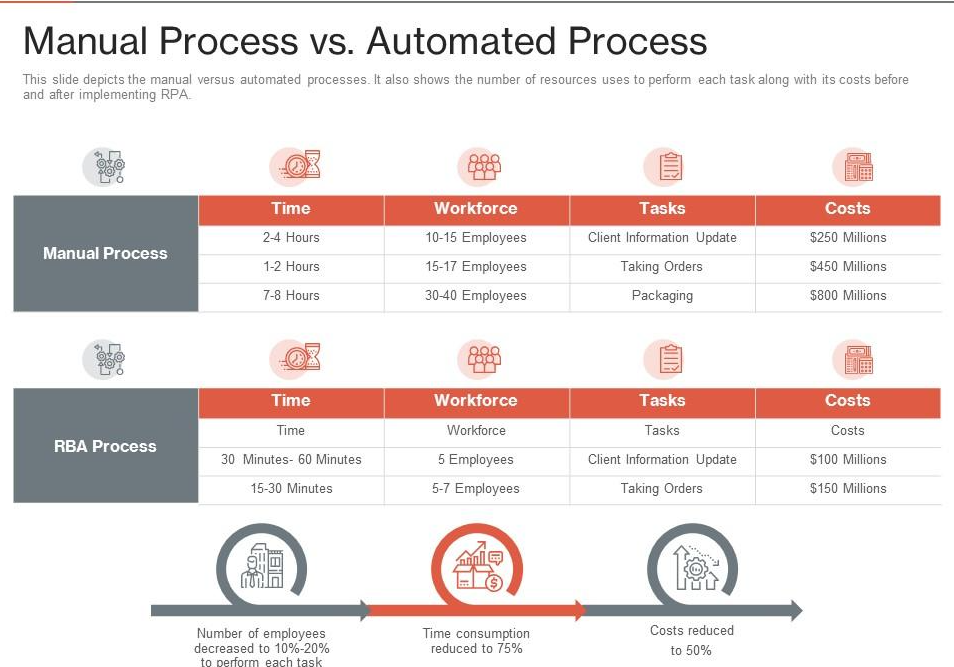 Manual Process vs. Automated Process
This slide depicts the manual versus automated processes. It also shows the number of resources uses to perform each task along with its costs before
and after implementing RPA.
Time Workforce Tasks Costs
Manual Process
2-4 Hours 10-15 Employees Client Information Update $250 Millions
1-2 Hours 15-17 Employees Taking Orders $450 Millions
7-8 Hours 30-40 Employees Packaging $800 Millions
Time Workforce Tasks Costs
RBA Process
Time Workforce Tasks Costs
30 Minutes- 60 Minutes 5 Employees Client Information Update $100 Millions
15-30 Minutes 5-7 Employees Taking Orders $150 Millions
Number of employees
decreased to 10%-20%
to perform each task
Time consumption
reduced to 75%
Costs reduced
to 50%